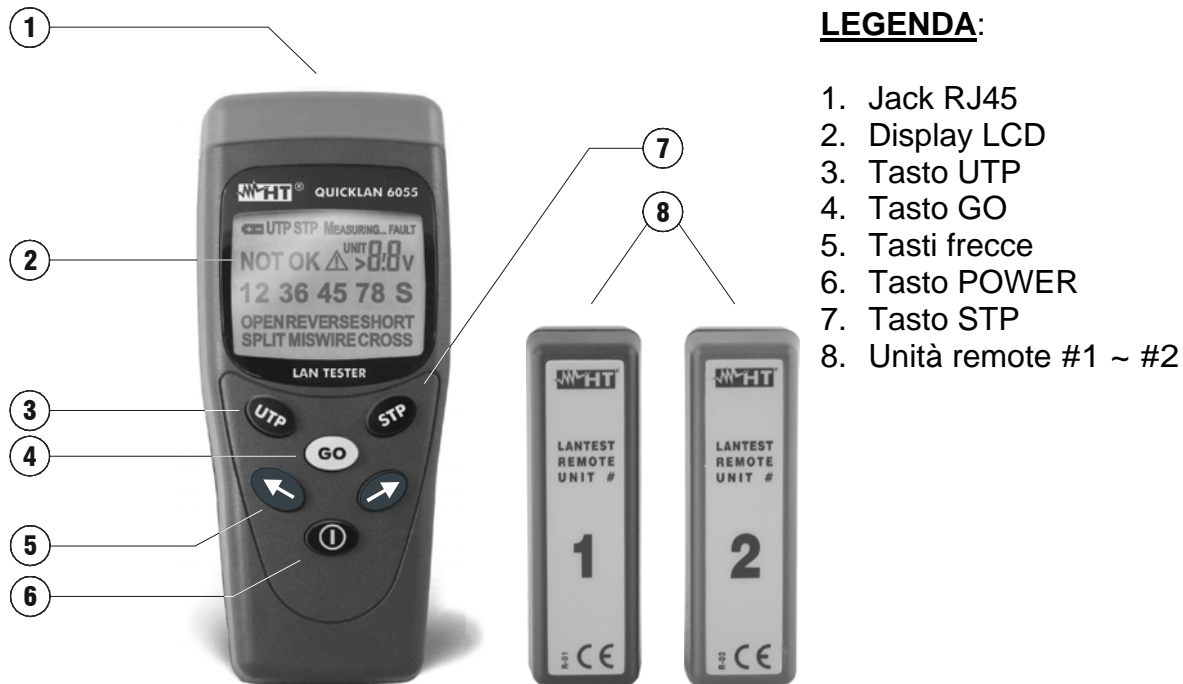 1
LEGENDA:
1. Jack RJ45
2. Display LCD
3. Tasto UTP
4. Tasto GO
5. Tasti frecce
6. Tasto POWER
7. Tasto STP
8. Unità remote #1 ~ #2
7
8
2
3
4
5
6
HT® QUICKLAN 6055
UTP STP MEASURING... FAULT
NOT OK UNIT >8.8V
12 36 45 78 S
OPEN REVERSE SHORT
SPLIT MISWIRE CROSS
LAN TESTER
UTP STP
GO
HT
LANTEST
REMOTE
UNIT #
1
R-01 CE
HT
LANTEST
REMOTE
UNIT #
2
R-02 CE